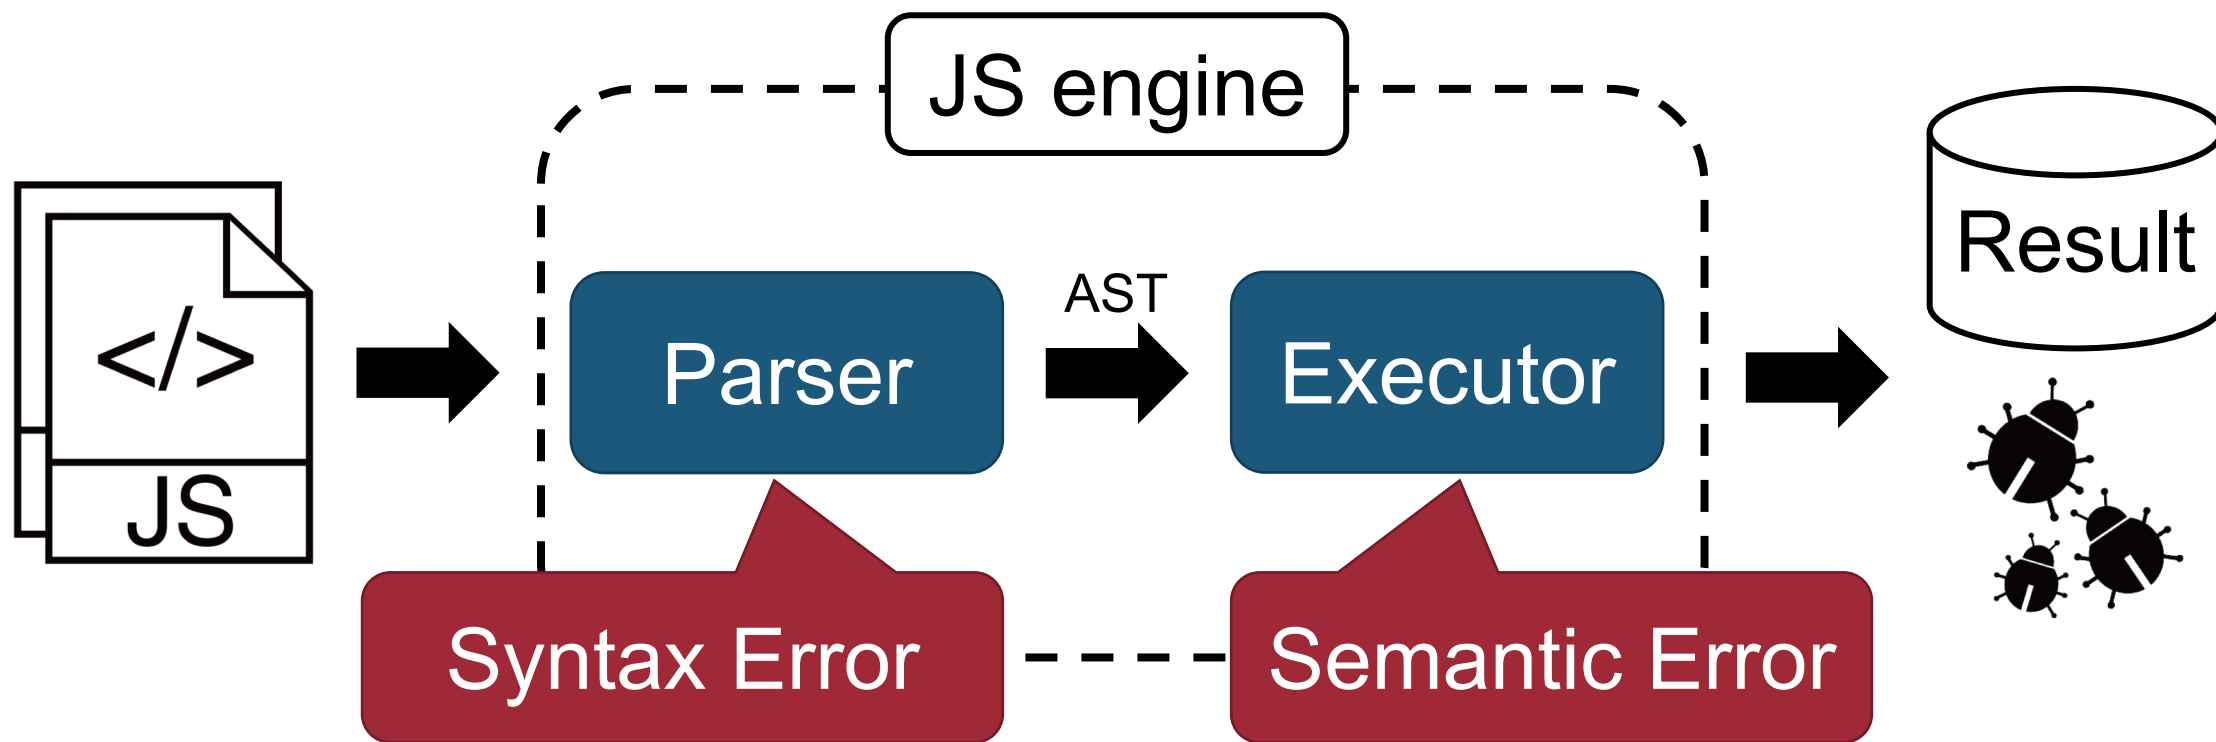 JS engine
</>
JS
Parser
AST
Executor
Result
Syntax Error
Semantic Error